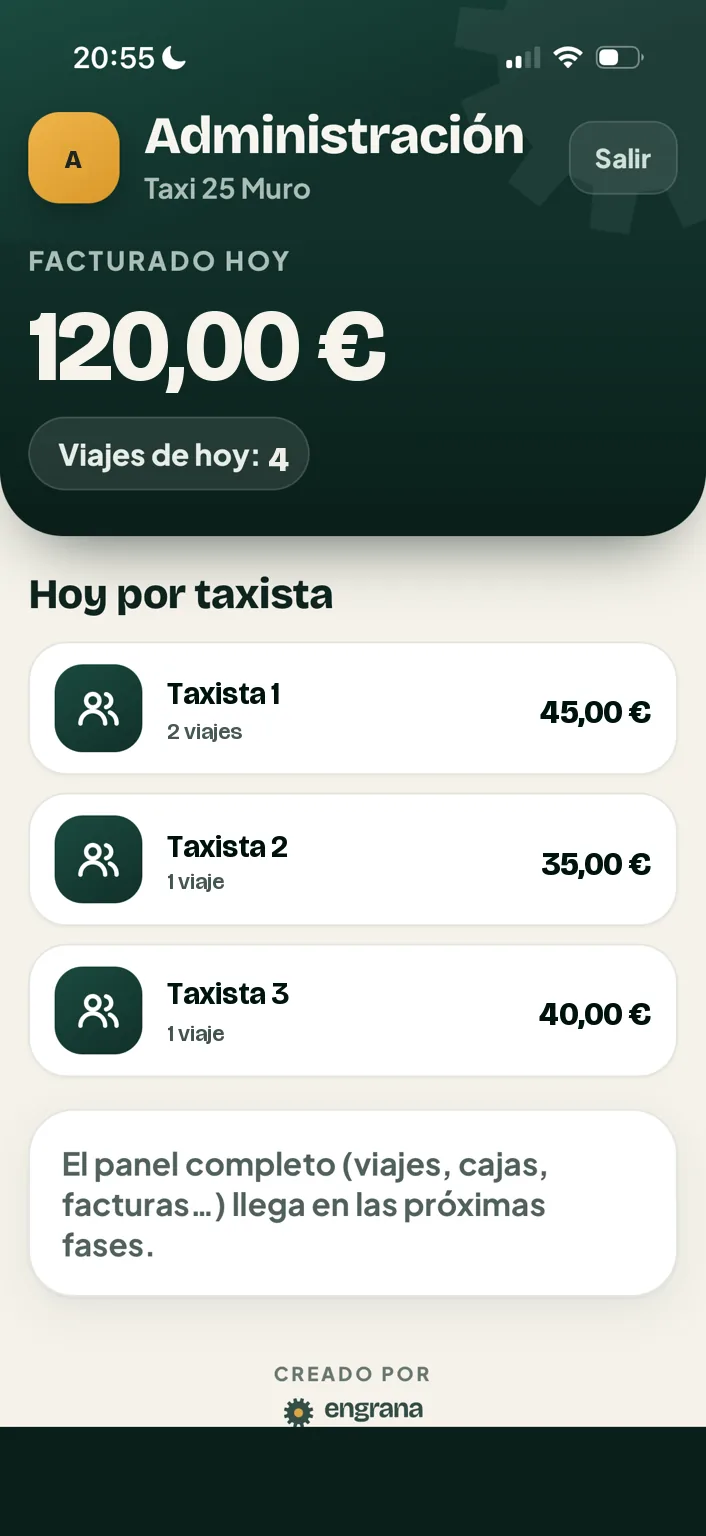 20:55
A
Administración
Taxi 25 Muro
Salir
FACTURADO HOY
120,00 €
Viajes de hoy: 4
Hoy por taxista
Taxista 1
2 viajes
45,00 €
Taxista 2
1 viaje
35,00 €
Taxista 3
1 viaje
40,00 €
El panel completo (viajes, cajas,
facturas…) llega en las próximas
fases.
CREADO POR
engrana